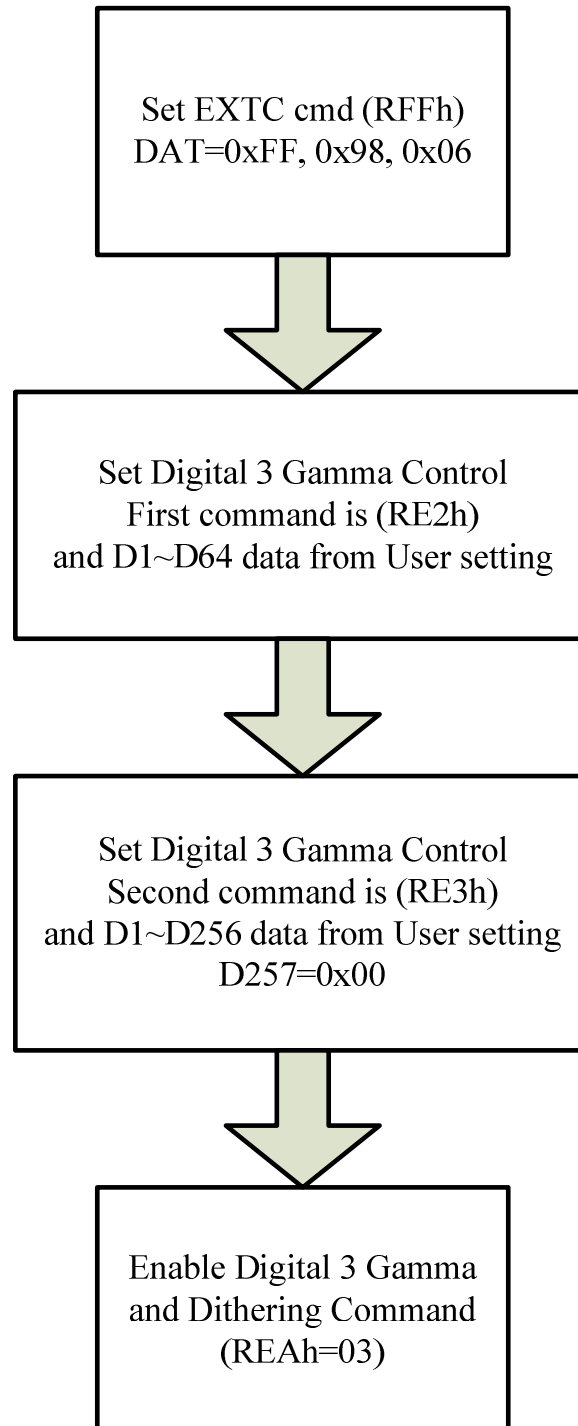 Set EXTC cmd (RFFh)
DAT=0xFF, 0x98, 0x06
Set Digital 3 Gamma Control
First command is (RE2h)
and D1~D64 data from User setting
Set Digital 3 Gamma Control
Second command is (RE3h)
and D1~D256 data from User setting
D257=0x00
Enable Digital 3 Gamma
and Dithering Command
(REAh=03)